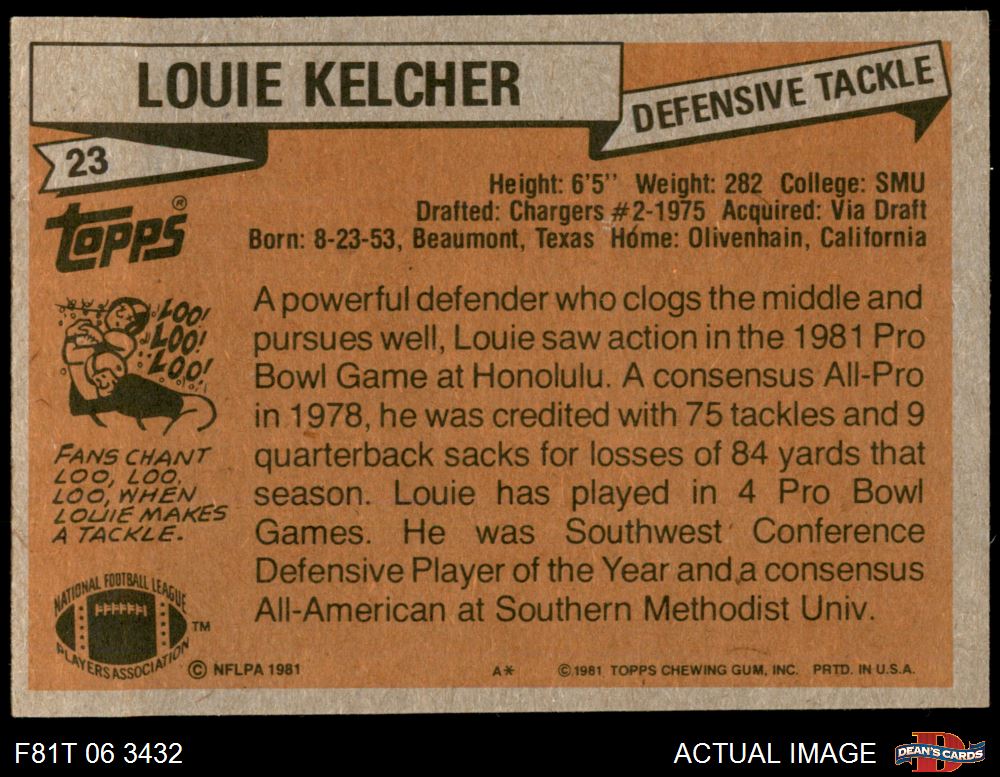 LOUIE KELCHER
DEFENSIVE TACKLE
23
TOPPS®
Height: 6'5'' Weight: 282 College: SMU
Drafted: Chargers #2-1975 Acquired: Via Draft
Born: 8-23-53, Beaumont, Texas Home: Olivenhain, California
LOO!
LOO!
LOO!
FANS CHANT
LOO, LOO,
LOO, WHEN
LOUIE MAKES
A TACKLE.
A powerful defender who clogs the middle and
pursues well, Louie saw action in the 1981 Pro
Bowl Game at Honolulu. A consensus All-Pro
in 1978, he was credited with 75 tackles and 9
quarterback sacks for losses of 84 yards that
season. Louie has played in 4 Pro Bowl
Games. He was Southwest Conference
Defensive Player of the Year and a consensus
All-American at Southern Methodist Univ.
NATIONAL FOOTBALL LEAGUE
PLAYERS ASSOCIATION
TM
© NFLPA 1981
A* © 1981 TOPPS CHEWING GUM, INC. PRTD. IN U.S.A.
F81T 06 3432
ACTUAL IMAGE
D
DEAN'S CARDS